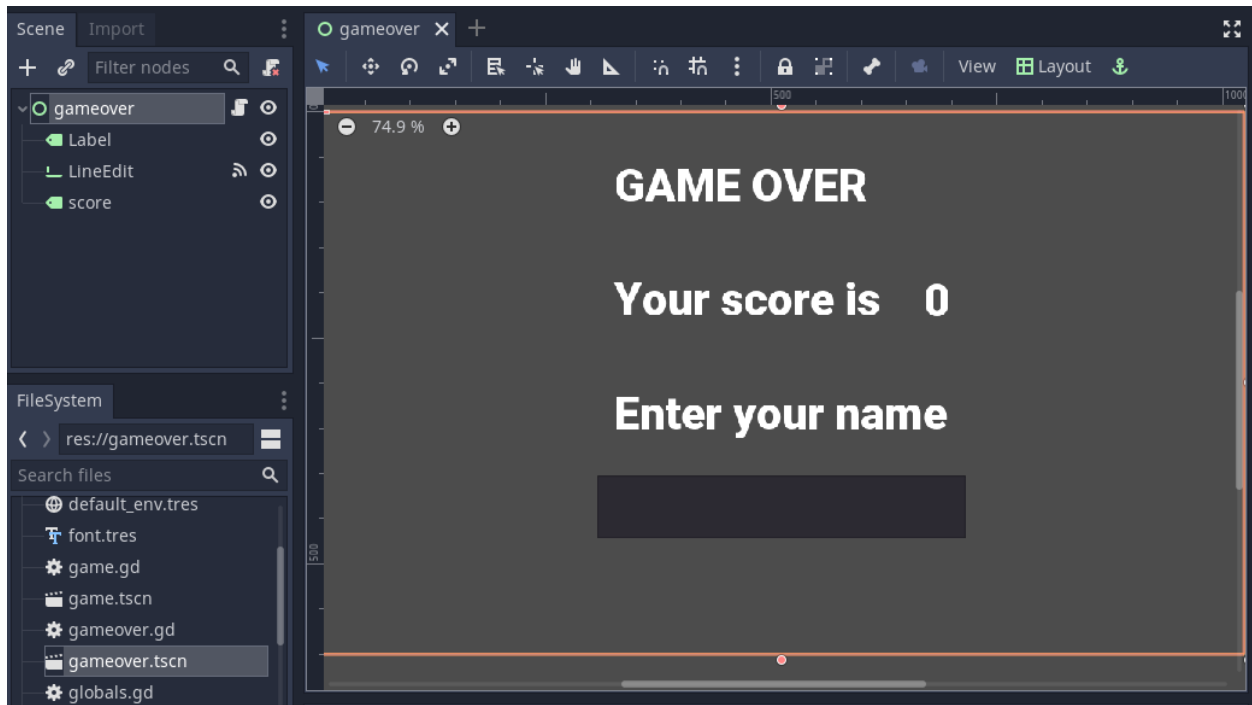 Scene Import
gameover
Filter nodes
View Layout
gameover
Label
LineEdit
score
500
1000
74.9 %
GAME OVER
Your score is 0
Enter your name
500
FileSystem
res://gameover.tscn
Search files
default_env.tres
font.tres
game.gd
game.tscn
gameover.gd
gameover.tscn
globals.gd